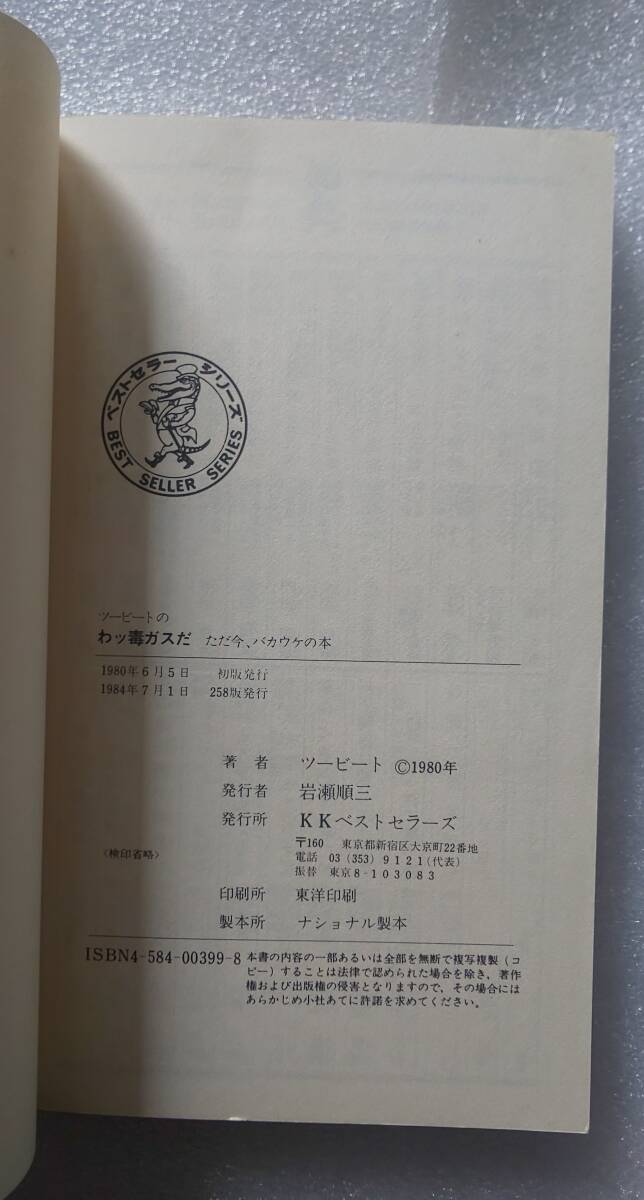 ベストセラーシリーズ
BEST SELLER SERIES
ツービートの
わッ毒ガスだ ただ今、バカウケの本
1980年6月5日 初版発行
1984年7月1日 258版発行
著者 ツービート ©1980年
発行者 岩瀬順三
発行所 KKベストセラーズ
〒160 東京都新宿区大京町22番地
電話 03(353)9121(代表)
振替 東京8-103083
〈検印省略〉
印刷所 東洋印刷
製本所 ナショナル製本
ISBN4-584-00399-8
本書の内容の一部あるいは全部を無断で複写複製(コ
ピー)することは法律で認められた場合を除き、著作
権および出版権の侵害となりますので、その場合には
あらかじめ小社あてに許諾を求めてください。